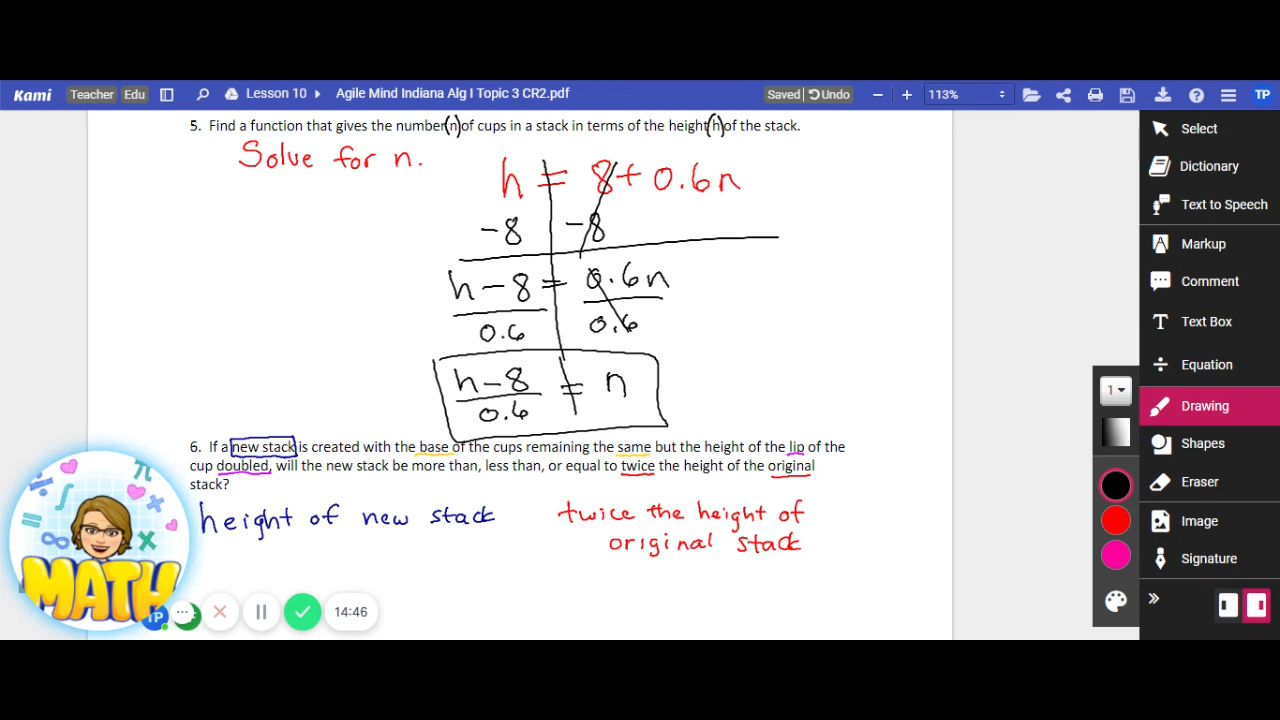 Kami Teacher Edu Lesson 10 Agile Mind Indiana Alg I Topic 3 CR2.pdf Saved Undo 113% TP
5. Find a function that gives the number(n)of cups in a stack in terms of the height(h)of the stack.
Solve for n.
h = 8 + 0.6n
-8 -8
h - 8 = 0.6n
0.6 0.6
h - 8 = n
0.6
6. If a new stack is created with the base of the cups remaining the same but the height of the lip of the
cup doubled, will the new stack be more than, less than, or equal to twice the height of the original
stack?
height of new stack
twice the height of
original stack
MATH
TP
14:46
Select
Dictionary
Text to Speech
Markup
Comment
T Text Box
Equation
1 Drawing
Shapes
Eraser
Image
Signature